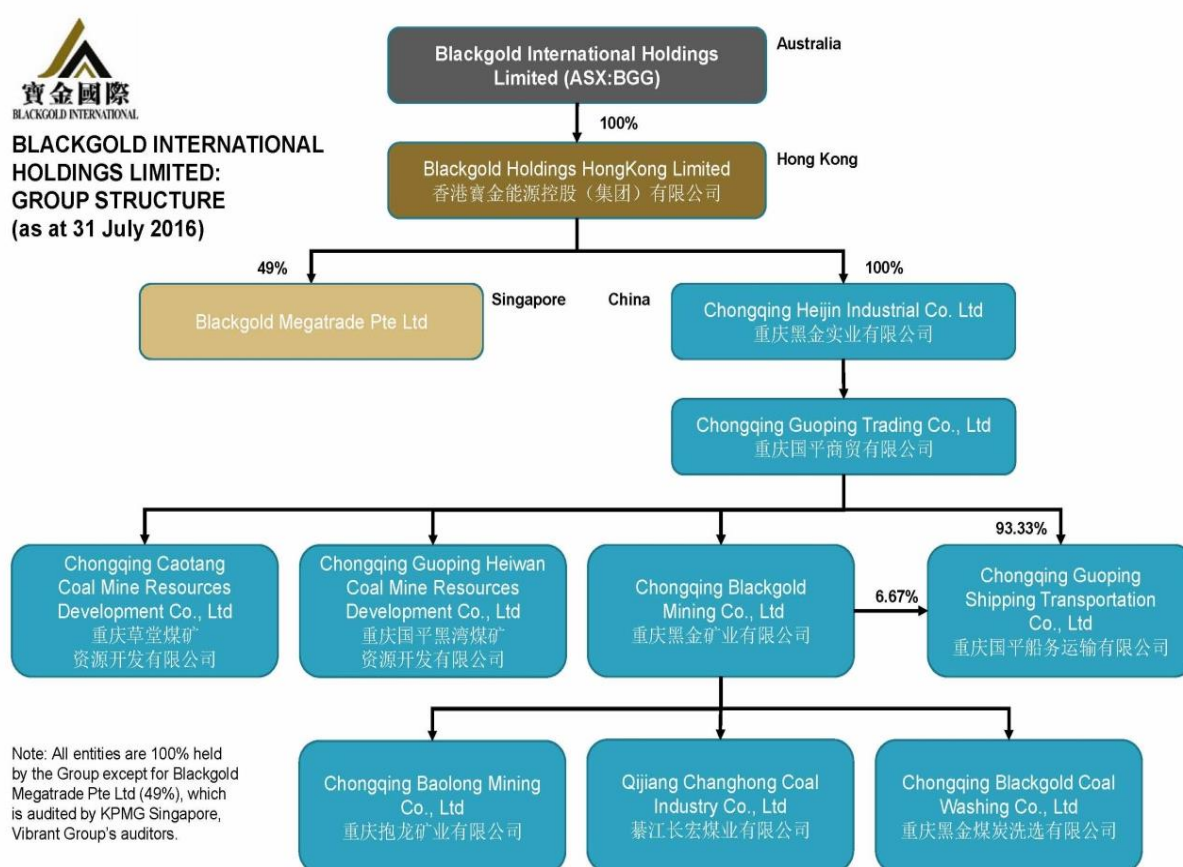 寶金國際
BLACKGOLD INTERNATIONAL
BLACKGOLD INTERNATIONAL
HOLDINGS LIMITED:
GROUP STRUCTURE
(as at 31 July 2016)
Blackgold International Holdings
Limited (ASX:BGG)
Australia
100%
Blackgold Holdings HongKong Limited
香港寳金能源控股（集团）有限公司
Hong Kong
49%
100%
Blackgold Megatrade Pte Ltd
Singapore
China
Chongqing Heijin Industrial Co. Ltd
重庆黑金实业有限公司
Chongqing Guoping Trading Co., Ltd
重庆国平商贸有限公司
93.33%
Chongqing Caotang
Coal Mine Resources
Development Co., Ltd
重庆草堂煤矿
资源开发有限公司
Chongqing Guoping Heiwan
Coal Mine Resources
Development Co., Ltd
重庆国平黑湾煤矿
资源开发有限公司
Chongqing Blackgold
Mining Co., Ltd
重庆黑金矿业有限公司
6.67%
Chongqing Guoping
Shipping Transportation
Co., Ltd
重庆国平船务运输有限公司
Note: All entities are 100% held
by the Group except for Blackgold
Megatrade Pte Ltd (49%), which
is audited by KPMG Singapore,
Vibrant Group's auditors.
Chongqing Baolong Mining
Co., Ltd
重庆抱龙矿业有限公司
Qijiang Changhong Coal
Industry Co., Ltd
綦江长宏煤业有限公司
Chongqing Blackgold Coal
Washing Co., Ltd
重庆黑金煤炭洗选有限公司